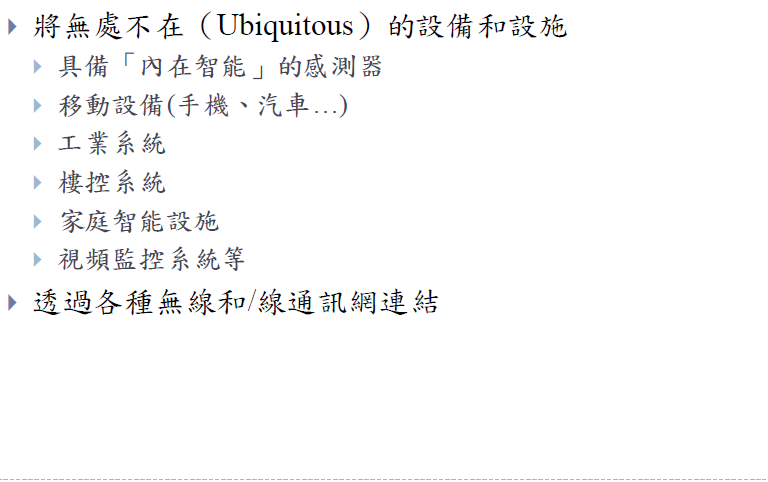 將無處不在（Ubiquitous）的設備和設施
具備「內在智能」的感測器
移動設備(手機、汽車…)
工業系統
樓控系統
家庭智能設施
視頻監控系統等
透過各種無線和/線通訊網連結